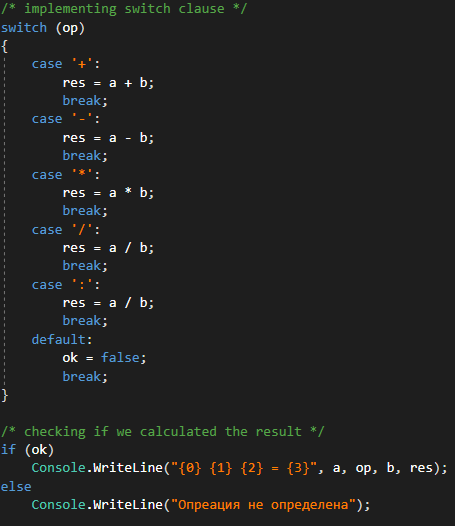 /* implementing switch clause */
switch (op)
{
    case '+':
        res = a + b;
        break;
    case '-':
        res = a - b;
        break;
    case '*':
        res = a * b;
        break;
    case '/':
        res = a / b;
        break;
    case ':':
        res = a / b;
        break;
    default:
        ok = false;
        break;
}

/* checking if we calculated the result */
if (ok)
    Console.WriteLine("{0} {1} {2} = {3}", a, op, b, res);
else
    Console.WriteLine("Опреация не определена");